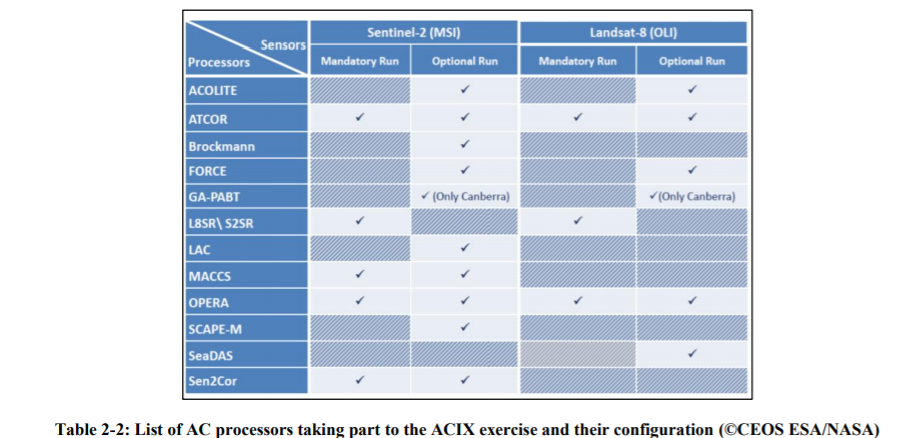 Sensors Sentinel-2 (MSI) Landsat-8 (OLI)
Processors Mandatory Run Optional Run Mandatory Run Optional Run
ACOLITE ✓ ✓
ATCOR ✓ ✓ ✓ ✓
Brockmann ✓
FORCE ✓ ✓
GA-PABT ✓ (Only Canberra) ✓(Only Canberra)
L8SR\ S2SR ✓ ✓
LAC ✓
MACCS ✓ ✓
OPERA ✓ ✓ ✓ ✓
SCAPE-M ✓
SeaDAS ✓
Sen2Cor ✓ ✓
Table 2-2: List of AC processors taking part to the ACIX exercise and their configuration (©CEOS ESA/NASA)